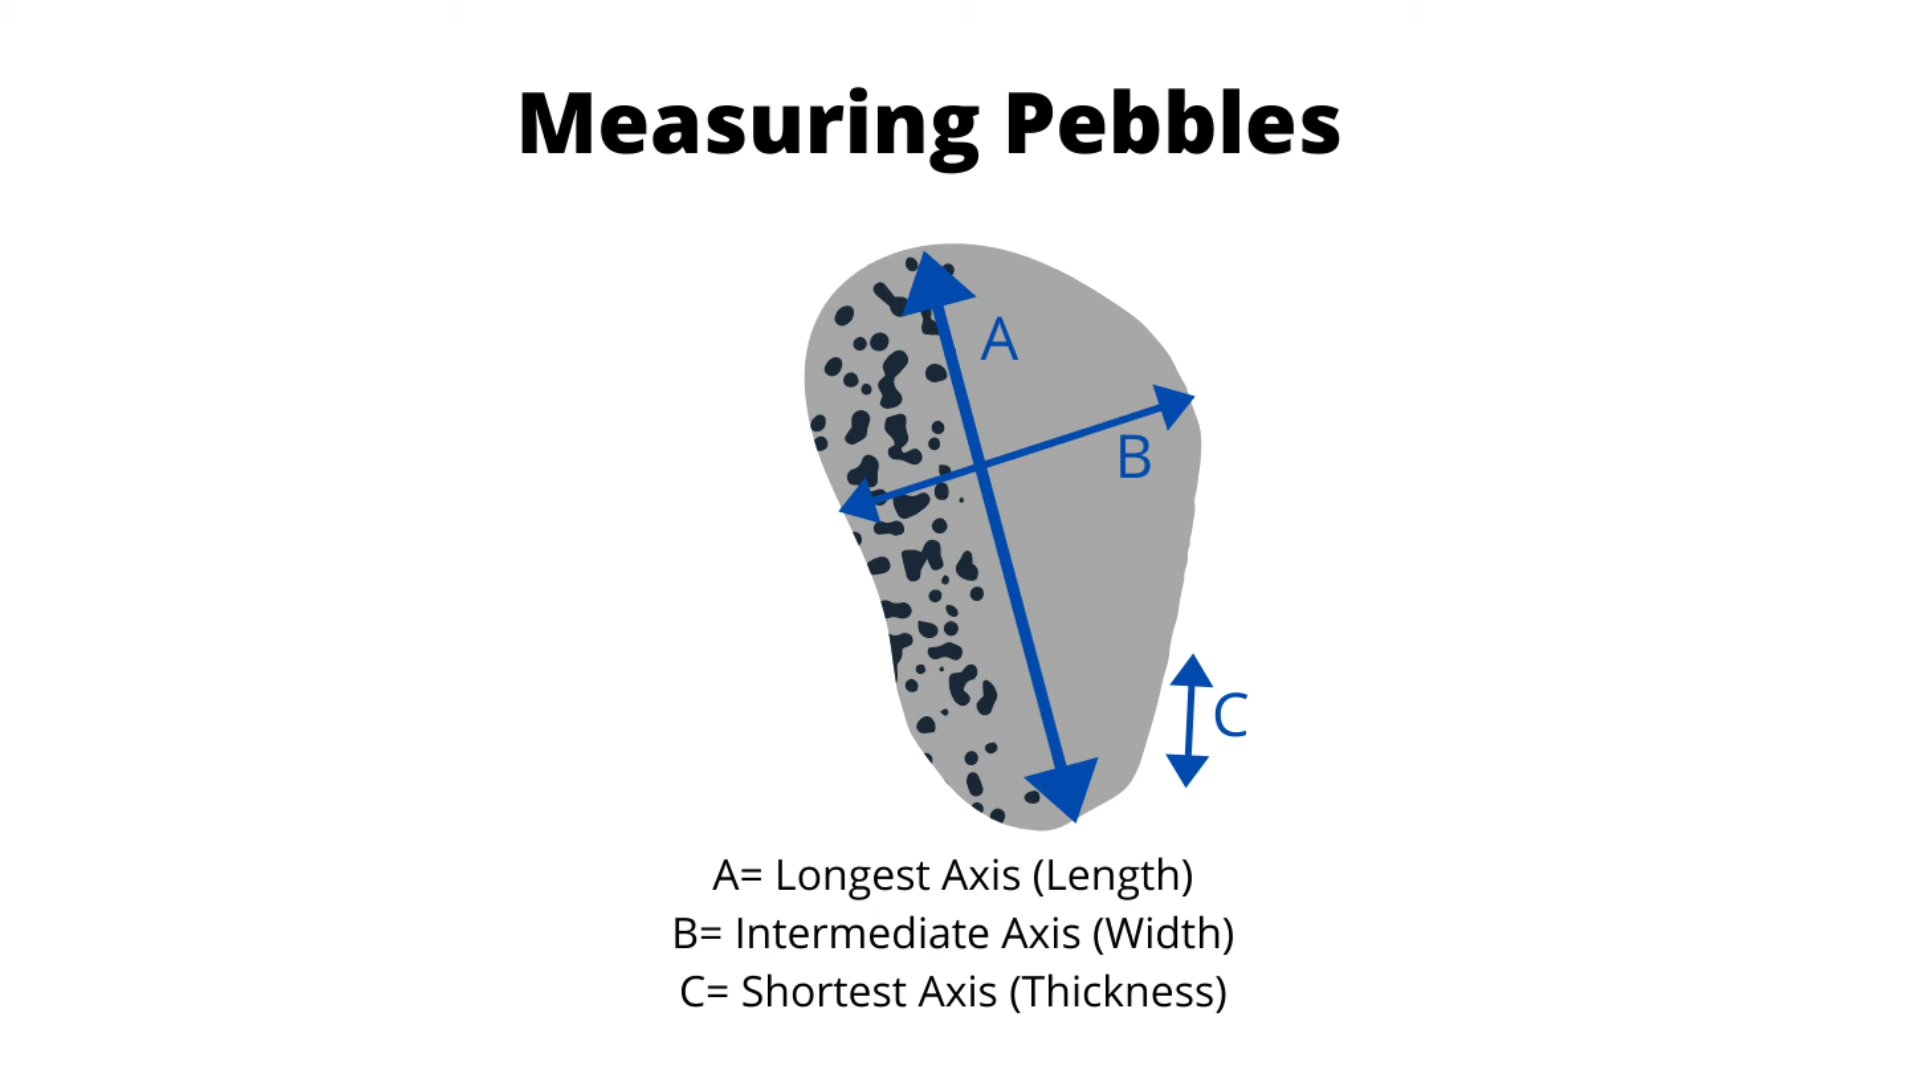 Measuring Pebbles
A
B
C
A= Longest Axis (Length)
B= Intermediate Axis (Width)
C= Shortest Axis (Thickness)